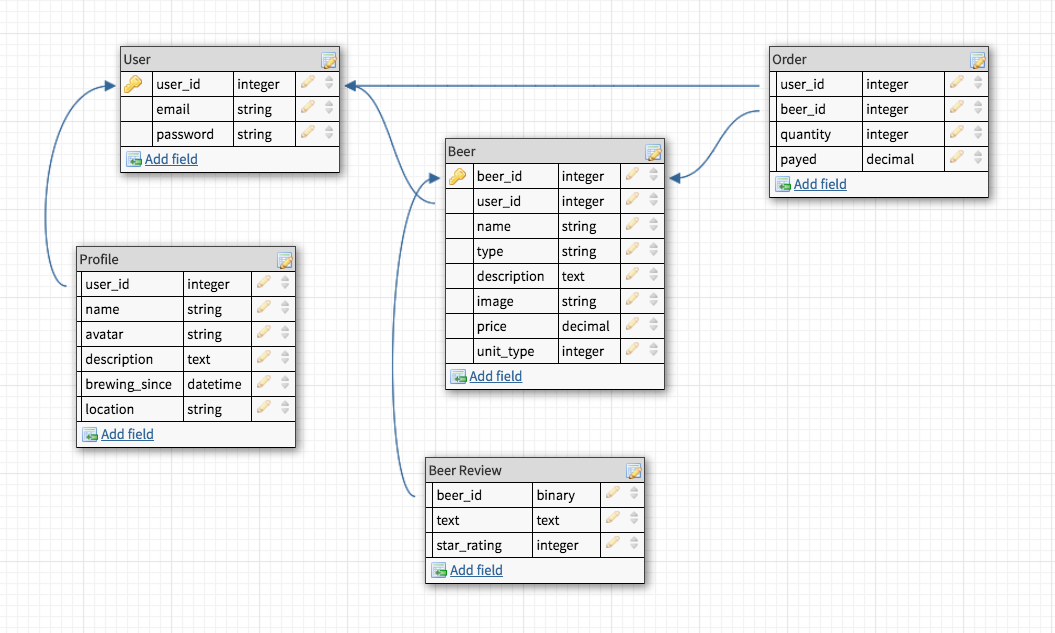 User
user_id integer
email string
password string
Add field
Order
user_id integer
beer_id integer
quantity integer
payed decimal
Add field
Beer
beer_id integer
user_id integer
name string
type string
description text
image string
price decimal
unit_type integer
Add field
Profile
user_id integer
name string
avatar string
description text
brewing_since datetime
location string
Add field
Beer Review
beer_id binary
text text
star_rating integer
Add field